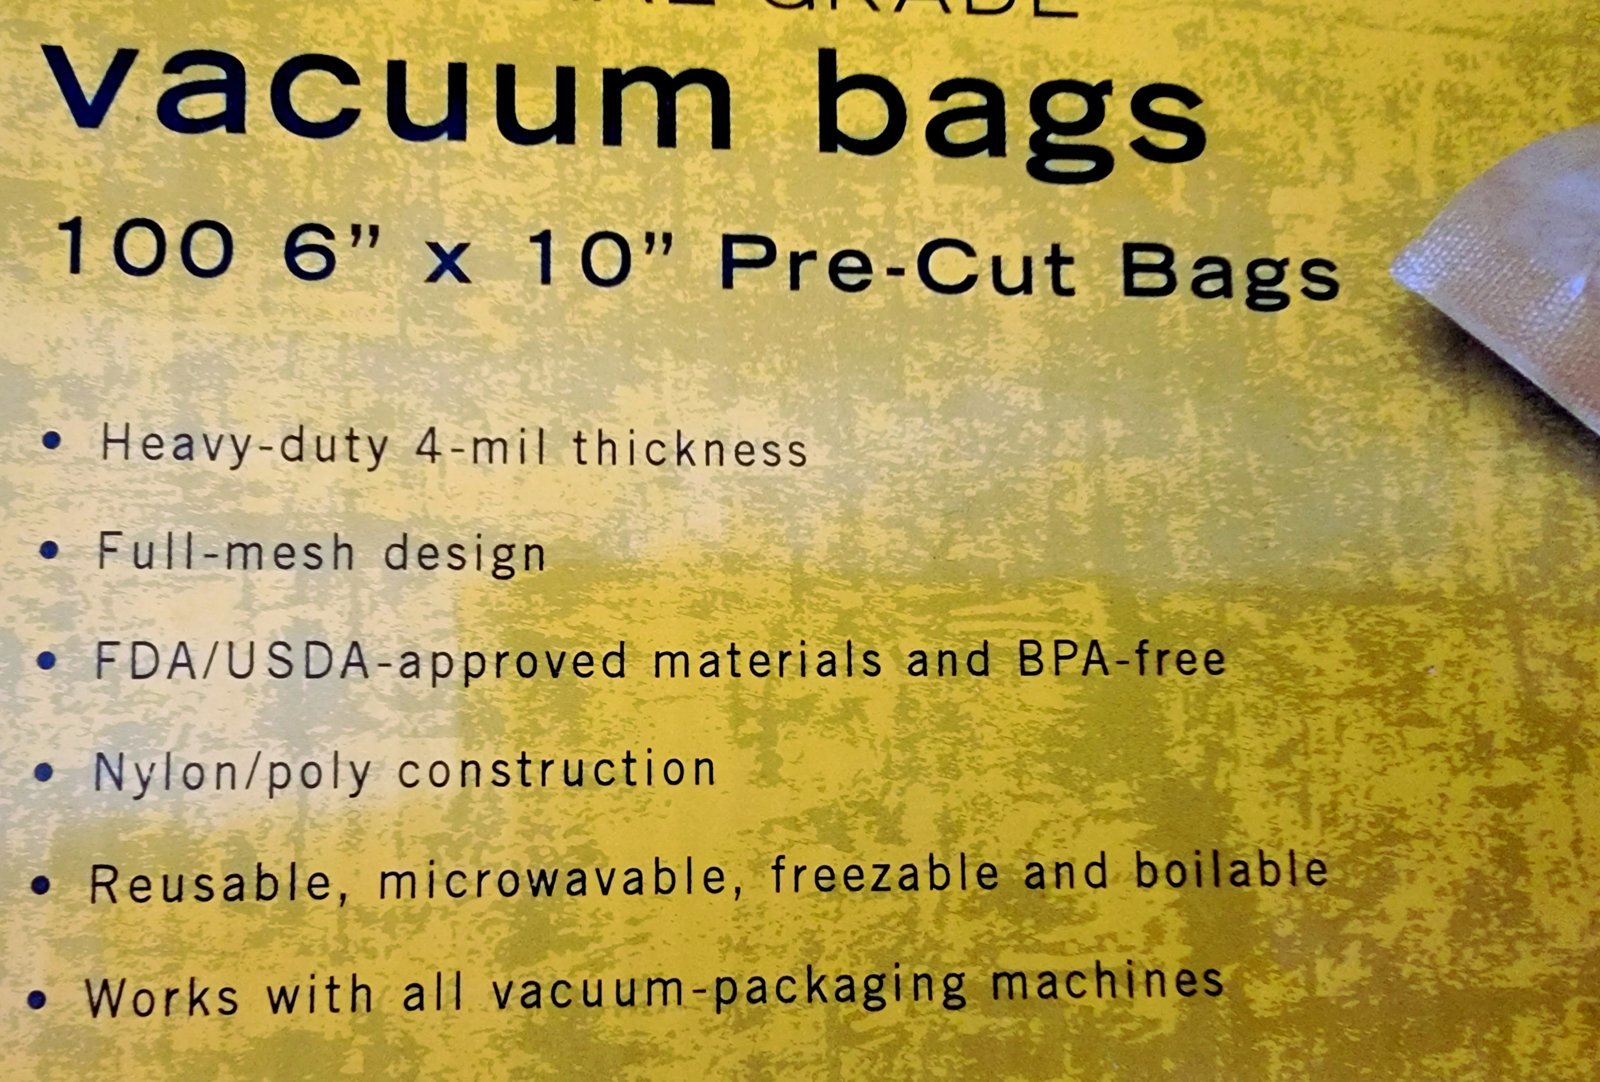 GRADE
vacuum bags
100 6” x 10” Pre-Cut Bags
• Heavy-duty 4-mil thickness
• Full-mesh design
• FDA/USDA-approved materials and BPA-free
• Nylon/poly construction
• Reusable, microwavable, freezable and boilable
• Works with all vacuum-packaging machines